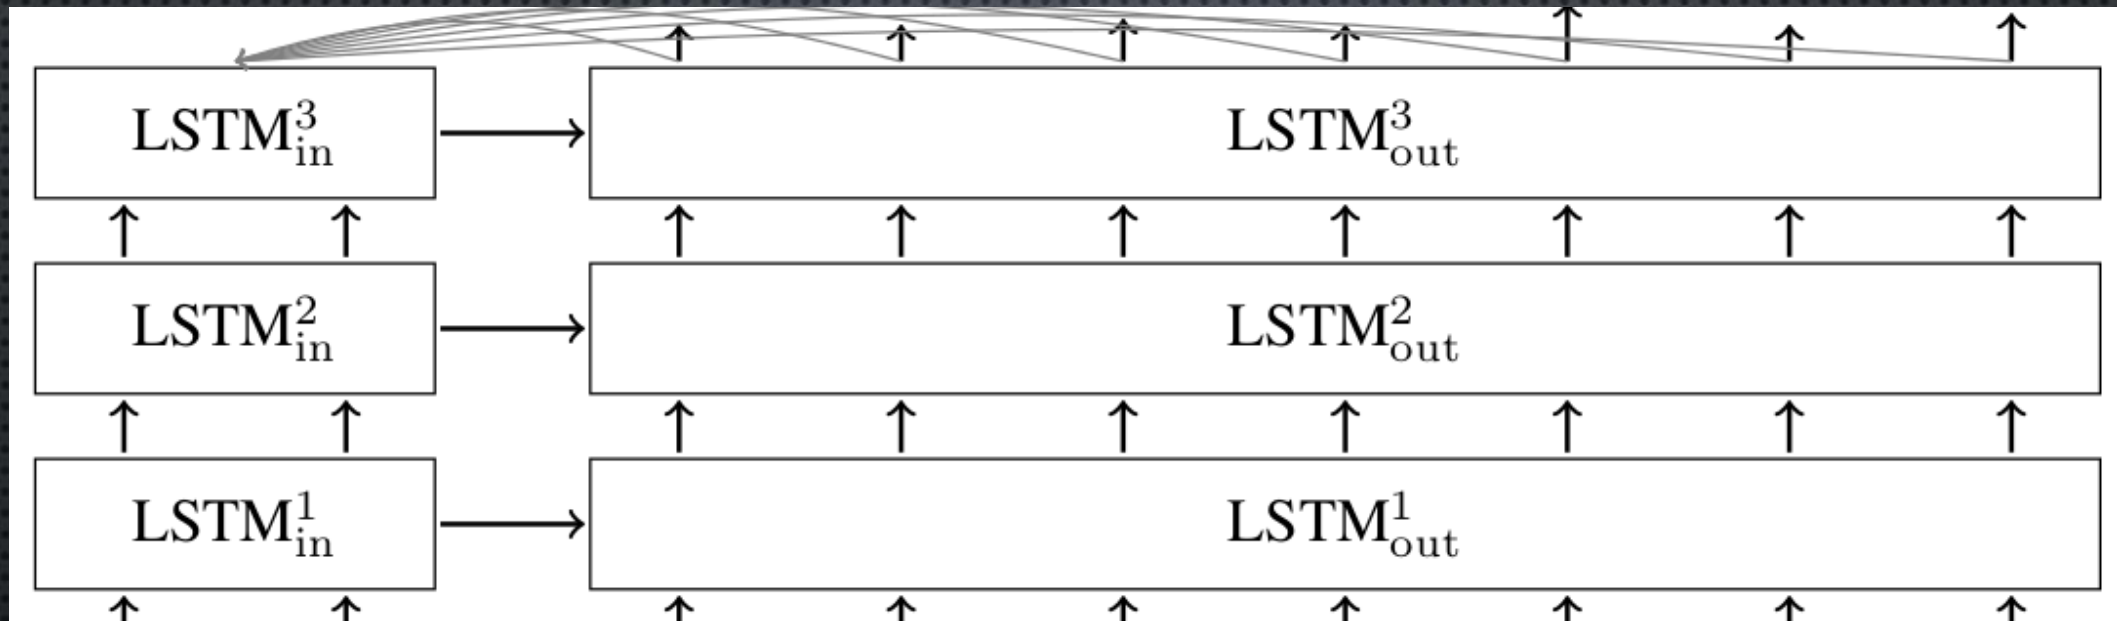 LSTM³ᵢₙ LSTM³ₒᵤₜ
LSTM²ᵢₙ LSTM²ₒᵤₜ
LSTM¹ᵢₙ LSTM¹ₒᵤₜ